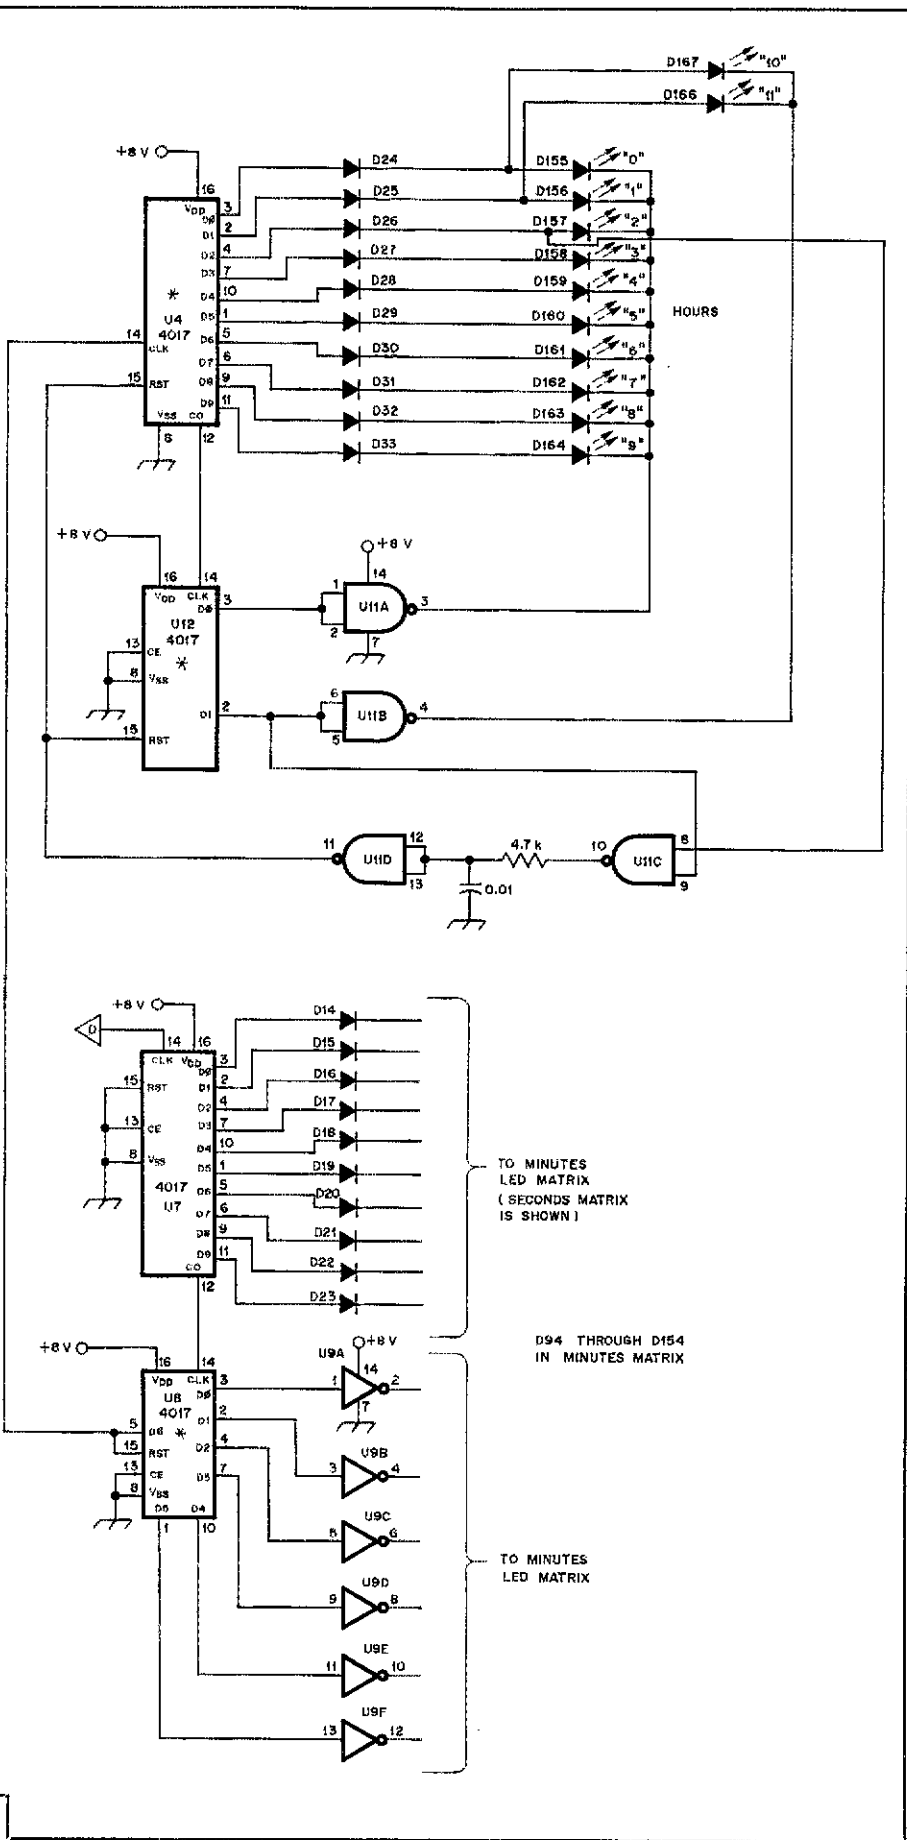 D167 "10"
D166 "11"
+8 V
D24 D155 "0"
D25 D156 "1"
D26 D157 "2"
D27 D158 "3"
D28 D159 "4"
D29 D160 "5"
D30 D161 "6"
D31 D162 "7"
D32 D163 "8"
D33 D164 "9"
HOURS
16
VDD
DØ 3
D1 2
D2 4
D3 7
D4 10
D5 1
D6 5
D7 6
D8 9
D9 11
*
U4
4017
14 CLK
15 RST
VSS CO
8 12
+8 V
16 14
VDD CLK
DØ 3
U12
4017
*
13 CE
8 VSS
D1 2
15 RST
+8 V
14
1
2
U11A 3
7
6
5
U11B 4
11 U11D 12
13
4.7 k
0.01
10 U11C 8
9
+8 V
D
14 16
CLK VDD
DØ 3
D1 2
D2 4
D3 7
D4 10
D5 1
D6 5
D7 6
D8 9
D9 11
15 RST
13 CE
8 VSS
4017
U7
CO
12
D14
D15
D16
D17
D18
D19
D20
D21
D22
D23
TO MINUTES
LED MATRIX
(SECONDS MATRIX
IS SHOWN)
D94 THROUGH D154
IN MINUTES MATRIX
+8 V
16 14
VDD CLK
DØ 3
U8
4017
*
D1 2
D2 4
D3 7
5 D6
15 RST
13 CE
8 VSS
D5 D4
1 10
+8 V
U9A
14
1 2
7
U9B
3 4
U9C
5 6
U9D
9 8
U9E
11 10
U9F
13 12
TO MINUTES
LED MATRIX